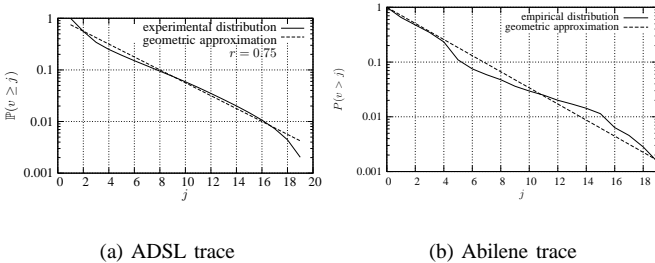 1
0.1
0.01
0.001
0 2 4 6 8 10 12 14 16 18 20
ℙ(v ≥ j)
j
experimental distribution
geometric approximation
r = 0.75
(a) ADSL trace
1
0.1
0.01
0.001
0 2 4 6 8 10 12 14 16 18
P(v > j)
j
empirical distribution
geometric approximation
(b) Abilene trace